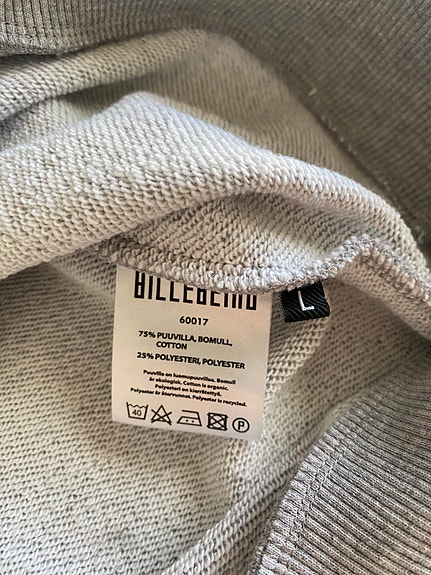 BILLEBEINO
60017
75% PUUVILLA, BOMULL,
COTTON
25% POLYESTERI, POLYESTER
Puuvilla on luomupuuvillaa. Bomull
är ekologisk. Cotton is organic.
Polyesteri on kierrätettyä.
Polyester är återvunnas. Polyester is recycled.
40
P
L